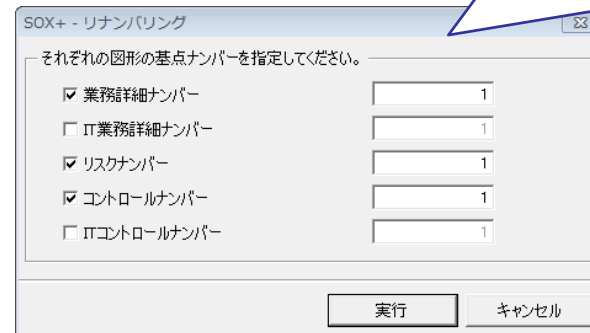 SOX+ - リナンバリング
それぞれの図形の基点ナンバーを指定してください。
業務詳細ナンバー 1
IT業務詳細ナンバー 1
リスクナンバー 1
コントロールナンバー 1
ITコントロールナンバー 1
実行 キャンセル